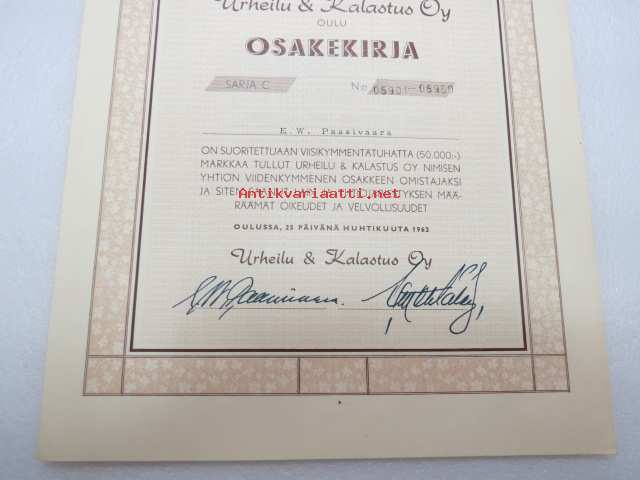 Urheilu & Kalastus Oy
OULU
OSAKEKIRJA
SARJA C No 05901-05950
E.W. Paasivaara
ON SUORITETTUAAN VIISIKYMMENTÄTUHATTA (50.000:-)
MARKKAA TULLUT URHEILU & KALASTUS OY NIMISEN
YHTIÖN VIIDENKYMMENEN OSAKKEEN OMISTAJAKSI
Antikvariaatti.net
JA SITEN MÄÄ-
RÄÄMÄT OIKEUDET JA VELVOLLISUUDET
OULUSSA, 25 PÄIVÄNÄ HUHTIKUUTA 1963
Urheilu & Kalastus Oy